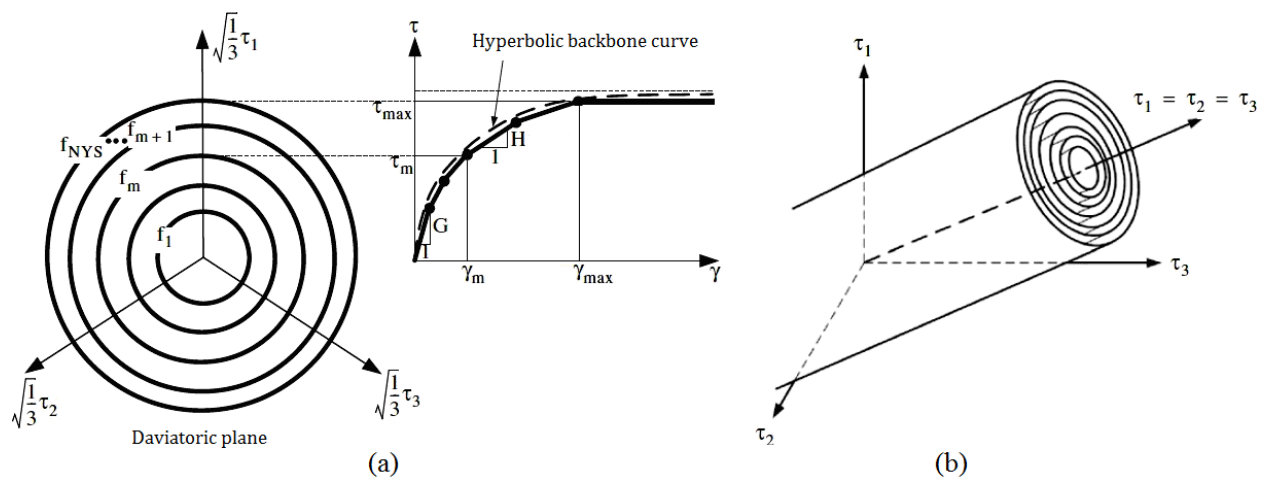 √1/3 τ1
τ
Hyperbolic backbone curve
τmax
fNYS
fm+1
H
1
τm
fm
G
f1
1
γm
γmax
γ
√1/3 τ2
√1/3 τ3
Daviatoric plane
(a)
τ1
τ1 = τ2 = τ3
τ3
τ2
(b)